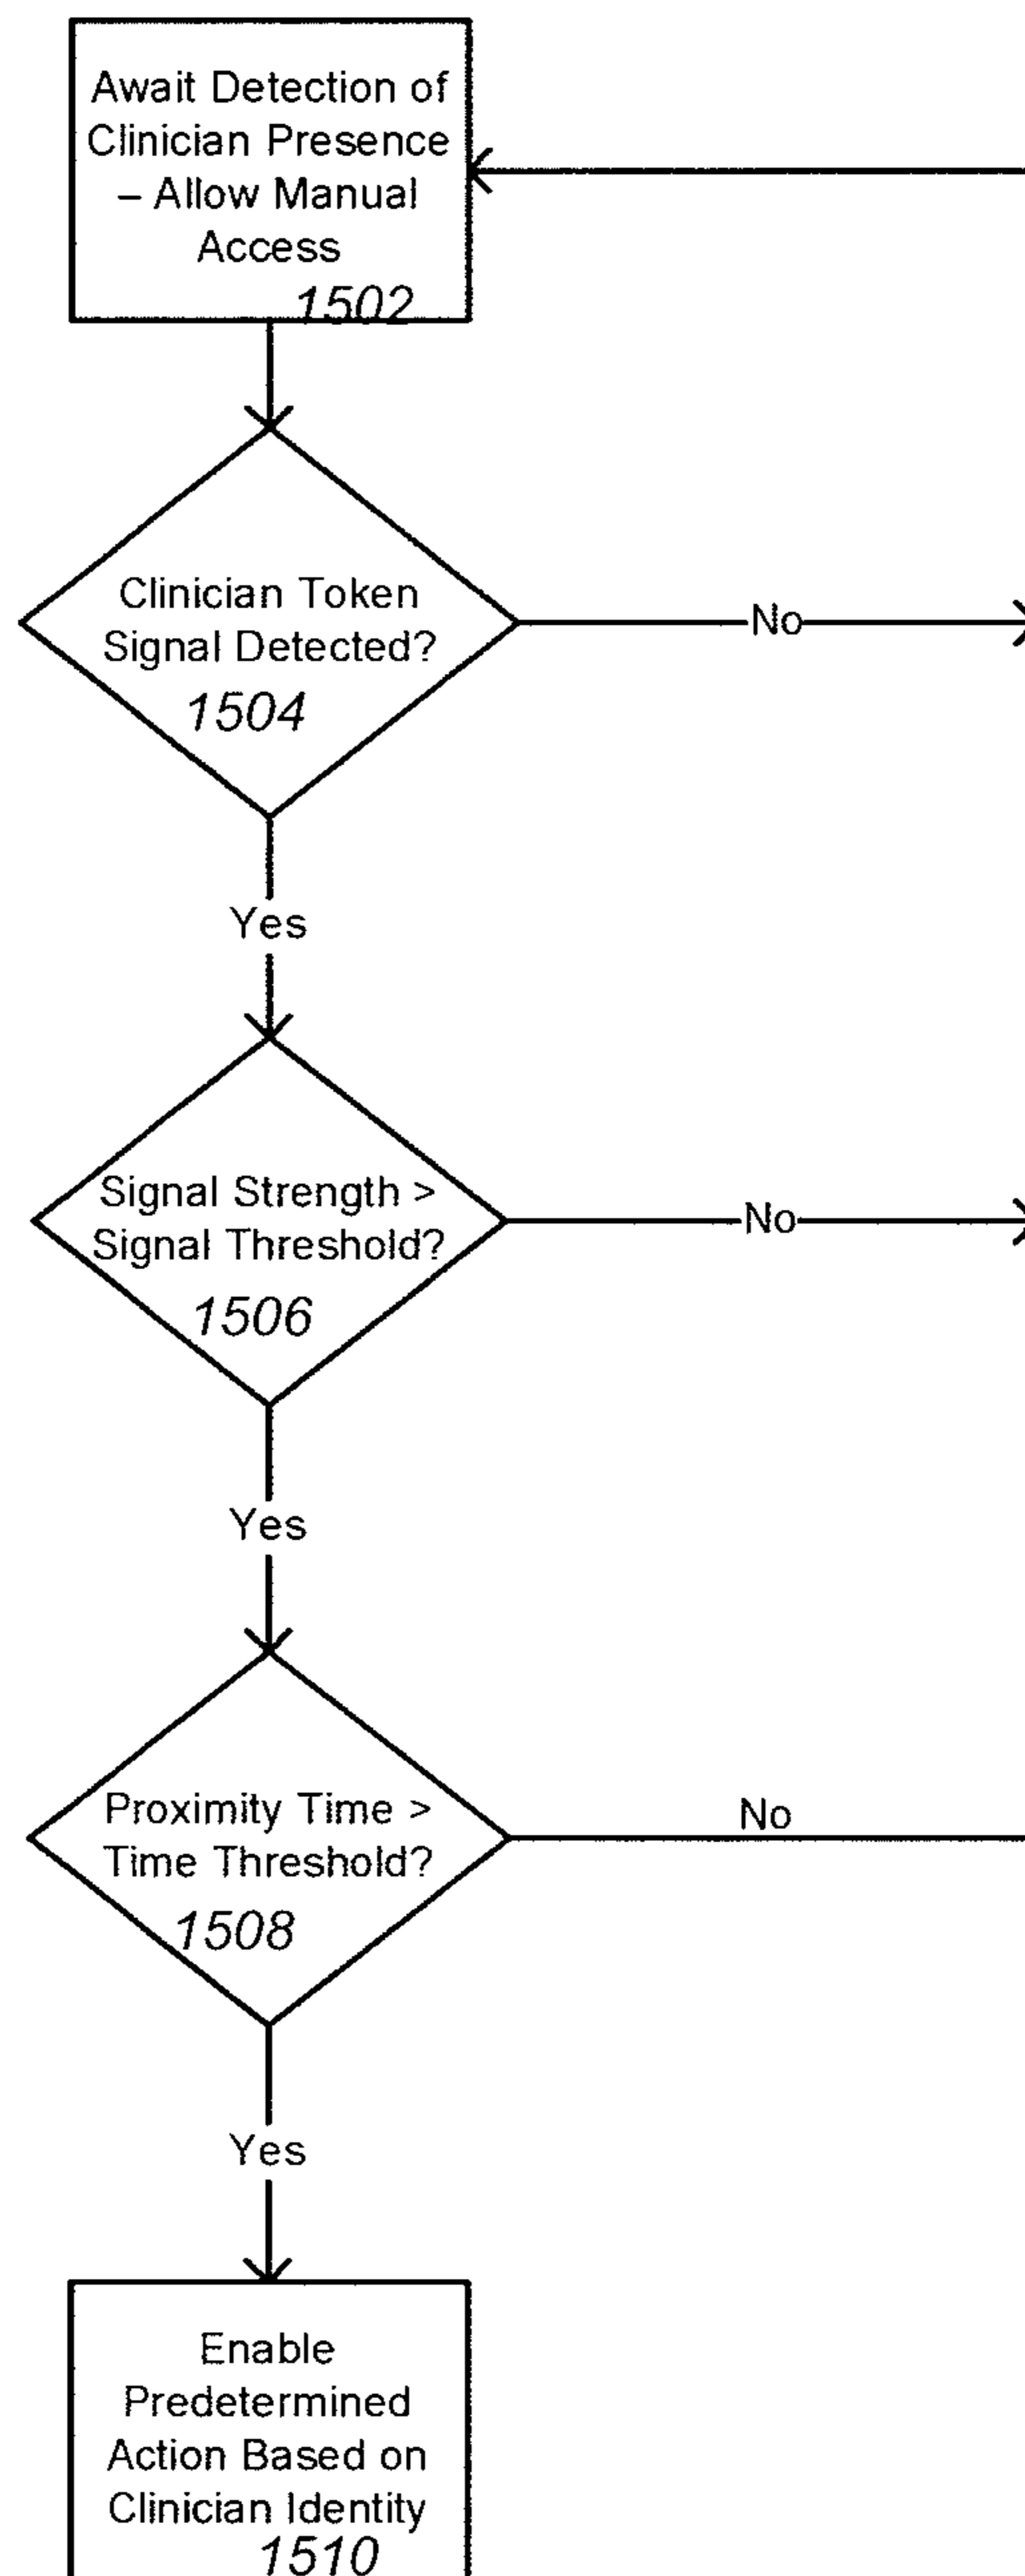 Await Detection of
Clinician Presence
– Allow Manual
Access
1502
Clinician Token
Signal Detected?
1504
No
Yes
Signal Strength >
Signal Threshold?
1506
No
Yes
Proximity Time >
Time Threshold?
1508
No
Yes
Enable
Predetermined
Action Based on
Clinician Identity
1510